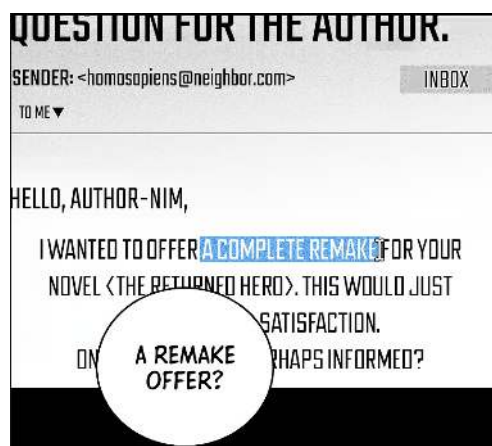 QUESTION FOR THE AUTHOR.
SENDER: <homosapiens@neighbor.com>
INBOX
TO ME ▼
HELLO, AUTHOR-NIM,
I WANTED TO OFFER A COMPLETE REMAKE FOR YOUR
NOVEL <THE RETURNED HERO>. THIS WOULD JUST
SATISFACTION.
INFORMED?
A REMAKE
OFFER?